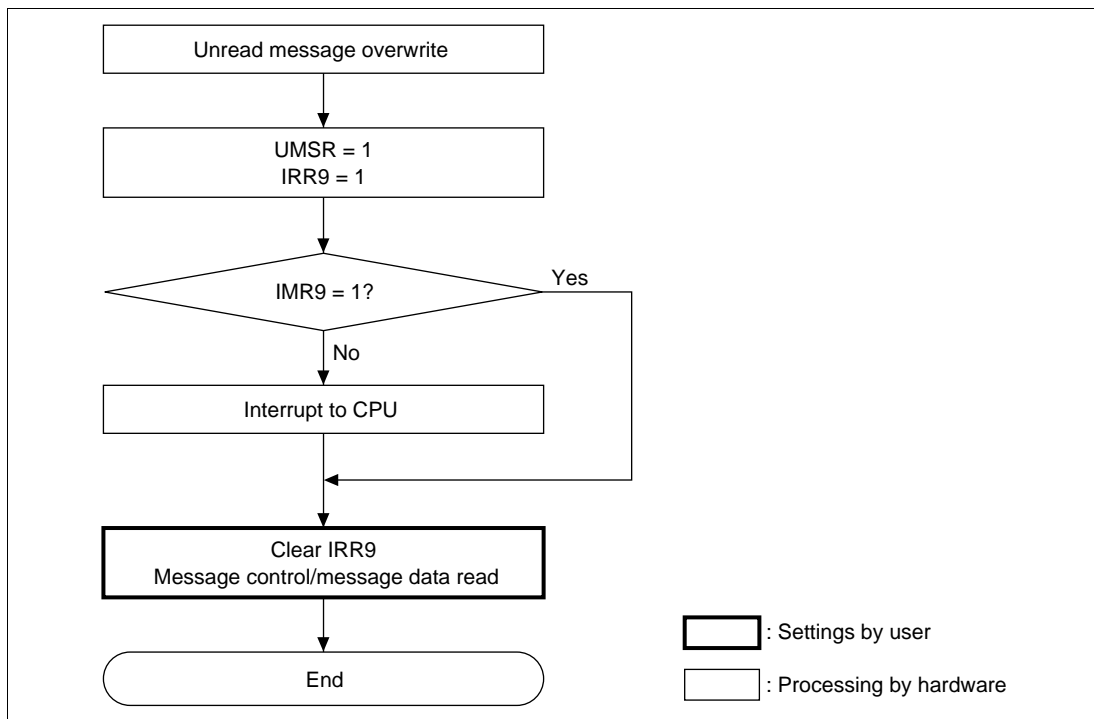 Unread message overwrite
UMSR = 1
IRR9 = 1
IMR9 = 1?
Yes
No
Interrupt to CPU
Clear IRR9
Message control/message data read
End
: Settings by user
: Processing by hardware